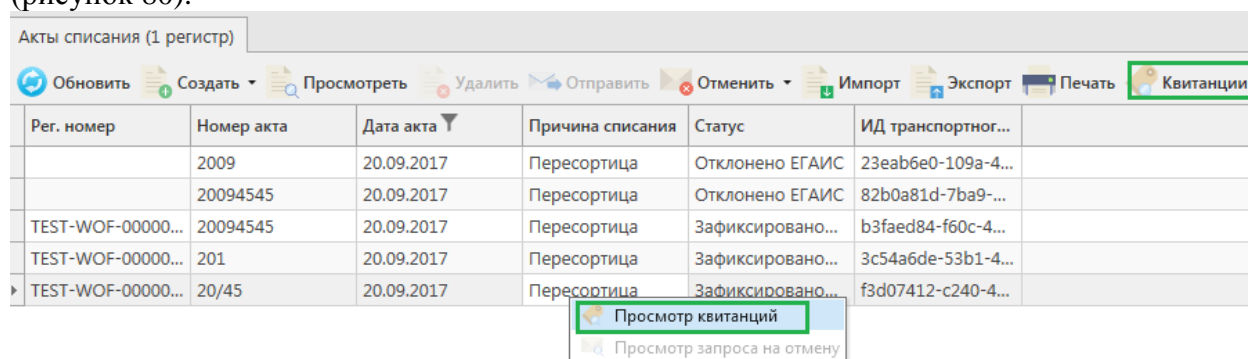 (рисунок 80).
Акты списания (1 регистр)
Обновить Создать Просмотреть Удалить Отправить Отменить Импорт Экспорт Печать Квитанции
Рег. номер Номер акта Дата акта Причина списания Статус ИД транспортног...
2009 20.09.2017 Пересортица Отклонено ЕГАИС 23eab6e0-109a-4...
20094545 20.09.2017 Пересортица Отклонено ЕГАИС 82b0a81d-7ba9-...
TEST-WOF-00000... 20094545 20.09.2017 Пересортица Зафиксировано... b3faed84-f60c-4...
TEST-WOF-00000... 201 20.09.2017 Пересортица Зафиксировано... 3c54a6de-53b1-4...
TEST-WOF-00000... 20/45 20.09.2017 Пересортица Зафиксировано... f3d07412-c240-4...
Просмотр квитанций
Просмотр запроса на отмену